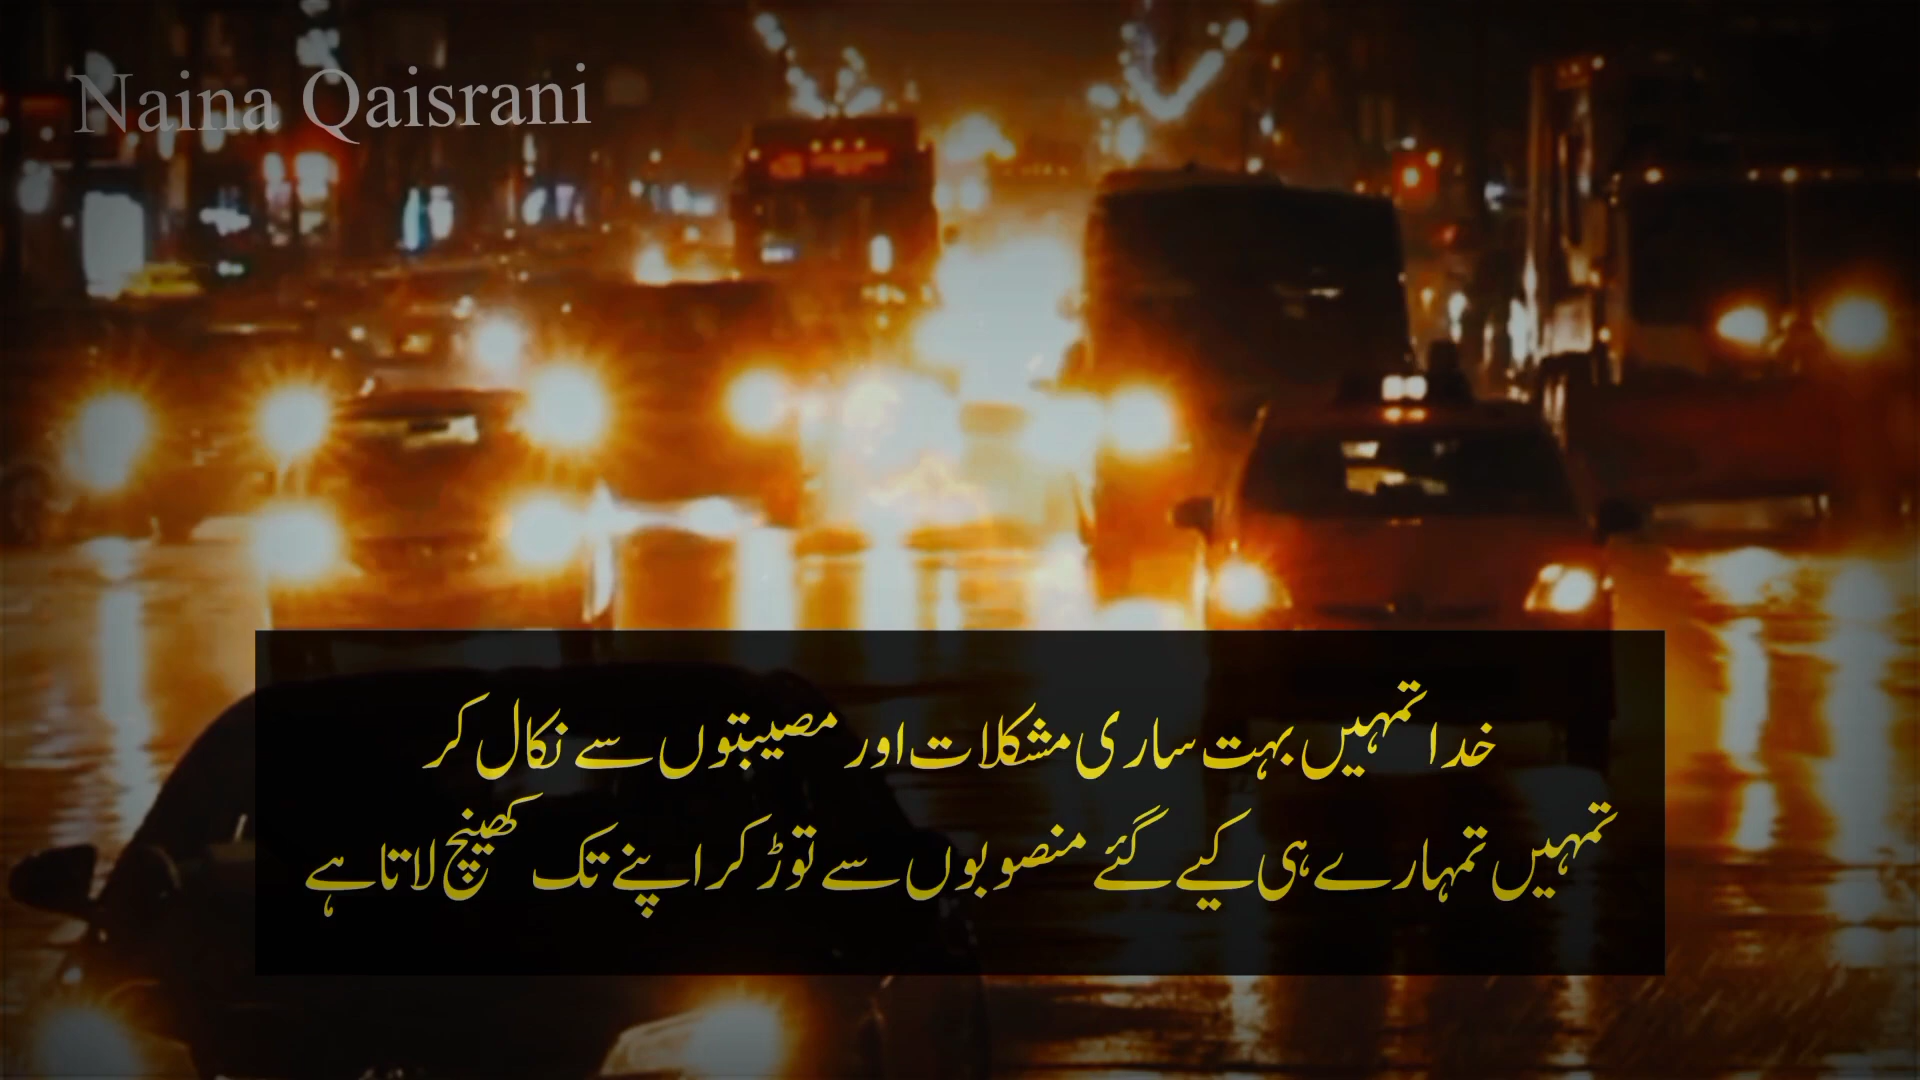 Naina Qaisrani
خدا تمہیں بہت ساری مشکلات اور مصیبتوں سے نکال کر
تمہیں تمہارے ہی کیے گئے منصوبوں سے توڑ کر اپنے تک کھینچ لاتا ہے